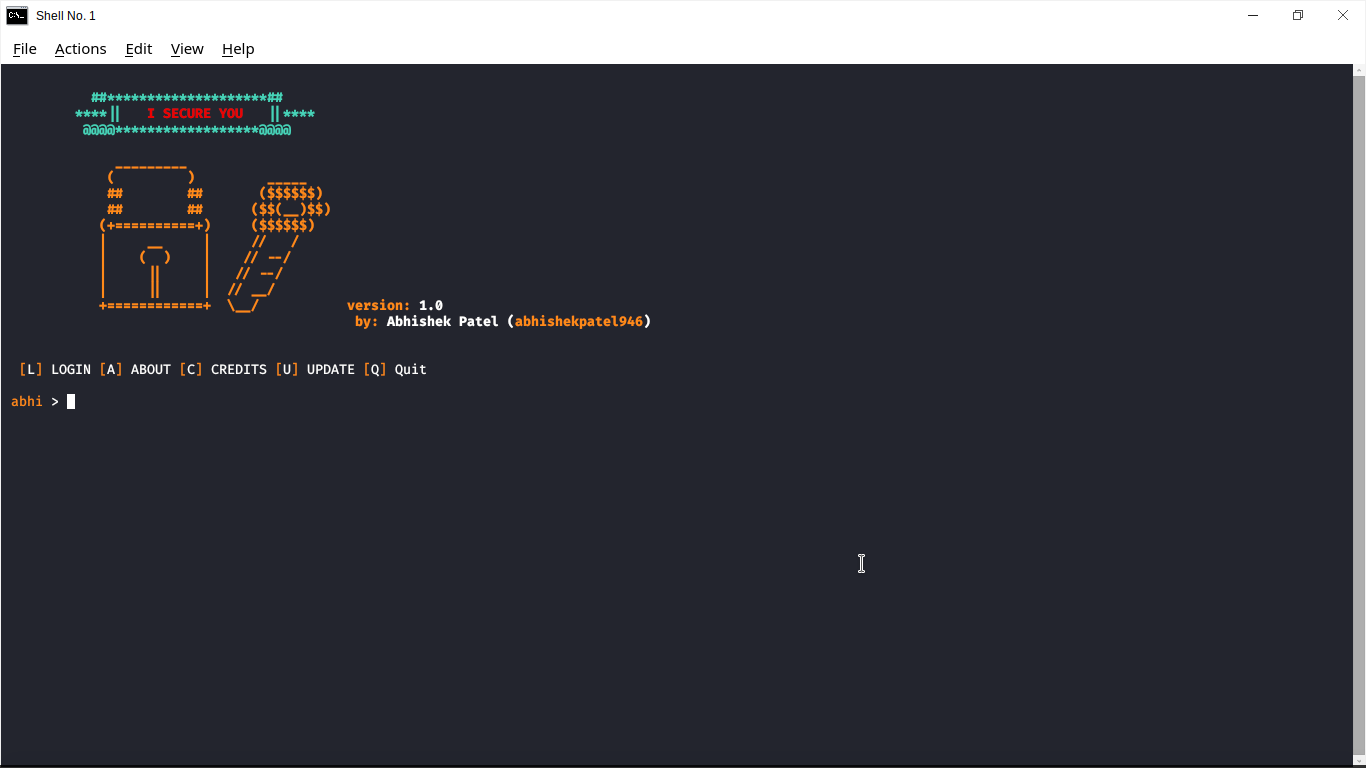 Shell No. 1
File Actions Edit View Help
##********************##
****|| I SECURE YOU ||****
@@@@******************@@@@
_________
( )
_____
## ## ($$$$$$)
## ## ($$(__)$$)
(+==========+) ($$$$$$)
| __ | // /
| ( ) | // --/
| || | // --/
| || | // __/
+============+ \__/ version: 1.0
by: Abhishek Patel (abhishekpatel946)
[L] LOGIN [A] ABOUT [C] CREDITS [U] UPDATE [Q] Quit
abhi >